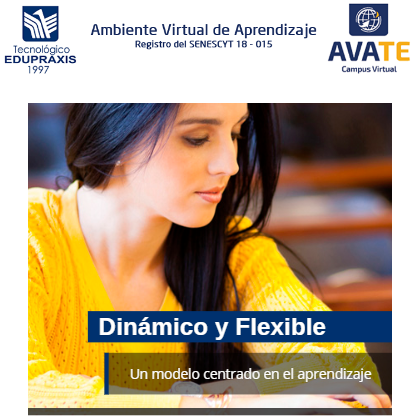 Tecnológico
EDUPRAXIS
1997
Ambiente Virtual de Aprendizaje
Registro del SENESCYT 18 - 015
AVATE
Campus Virtual
Dinámico y Flexible
Un modelo centrado en el aprendizaje